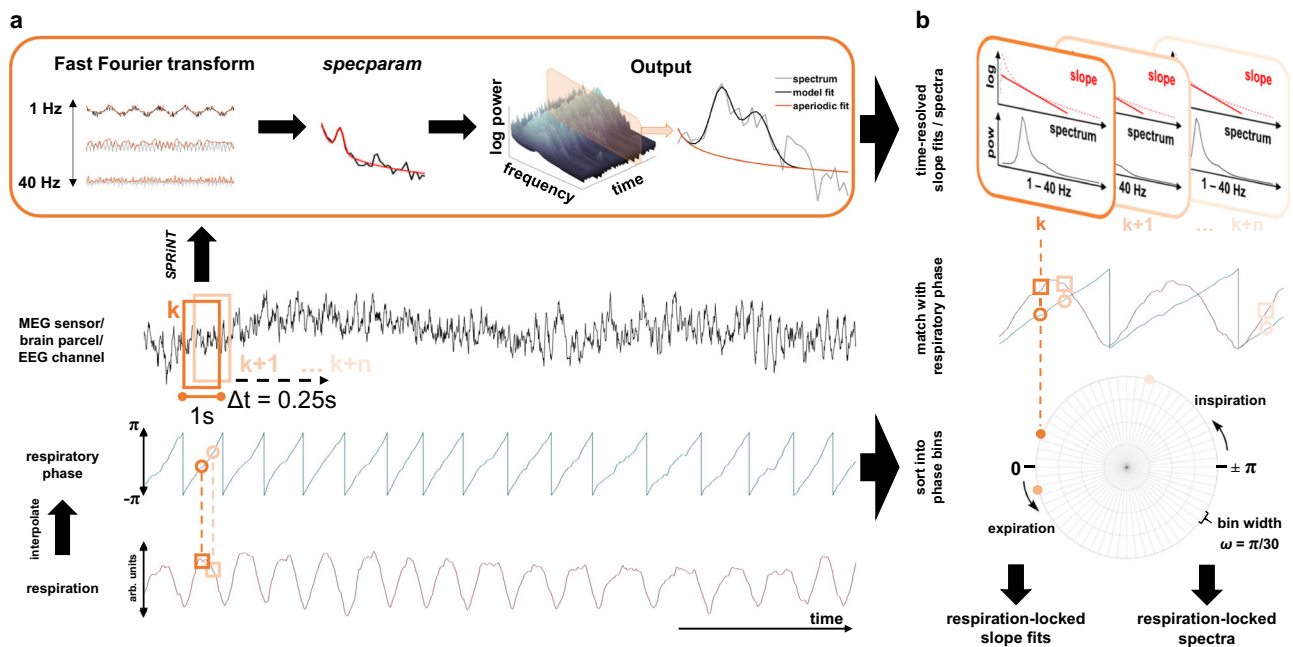 a
Fast Fourier transform
1 Hz
40 Hz
specparam
Output
log power
frequency
time
spectrum
model fit
aperiodic fit
SPRiNT
MEG sensor/
brain parcel/
EEG channel
k
k+1 … k+n
Δt = 0.25s
1s
respiratory
phase
π
-π
interpolate
respiration
arb. units
time
b
time-resolved
slope fits / spectra
log
slope
slope
slope
pow
spectrum
spectrum
spectrum
1 – 40 Hz
1 – 40 Hz
1 – 40 Hz
k
k+1
…
k+n
match with
respiratory phase
sort into
phase bins
inspiration
0
± π
expiration
bin width
ω = π/30
respiration-locked
slope fits
respiration-locked
spectra